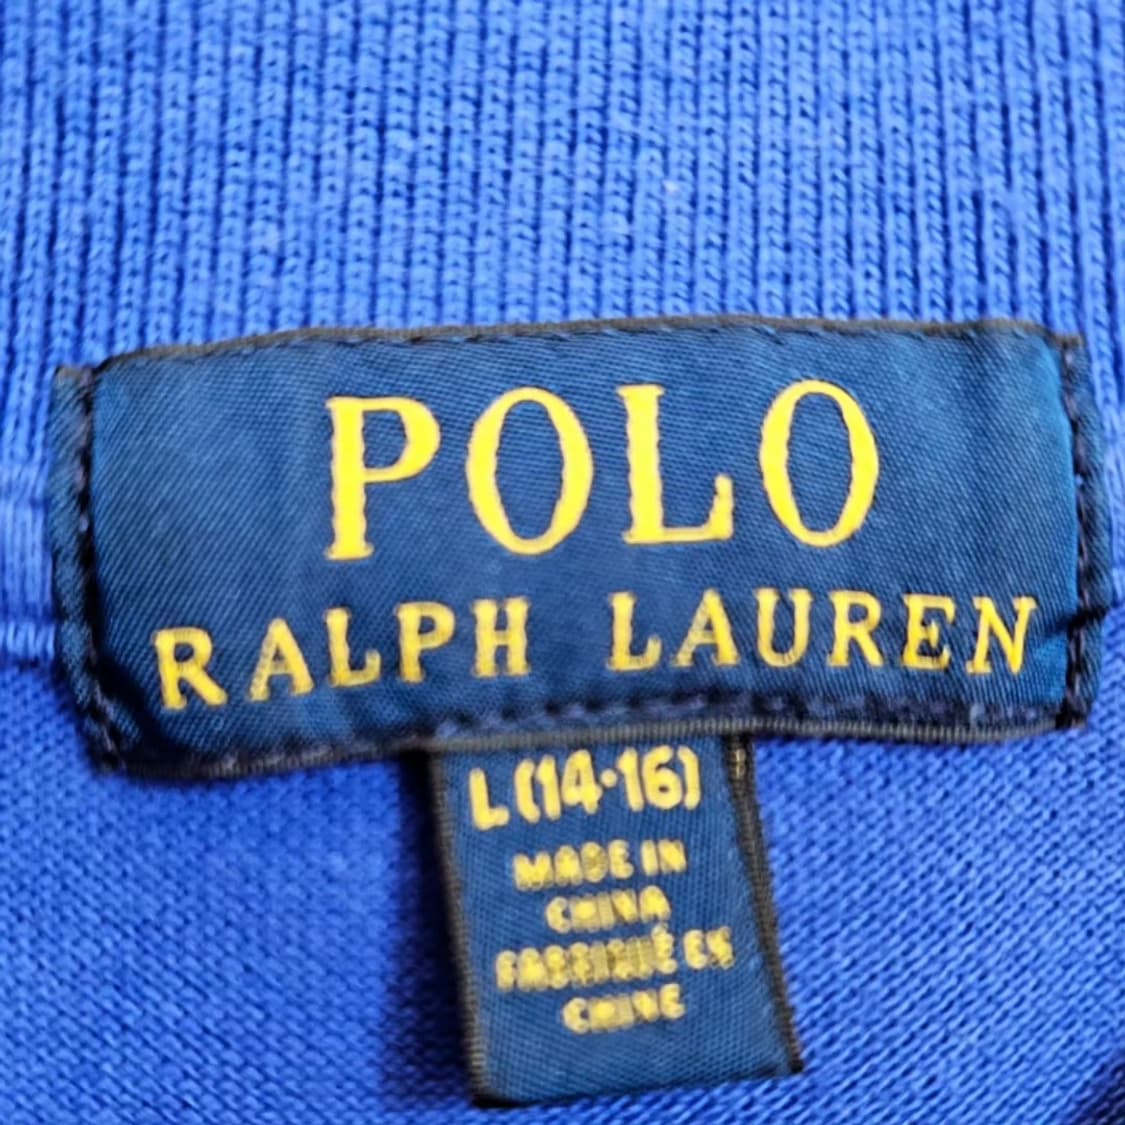 POLO
RALPH LAUREN
L (14-16)
MADE IN
CHINA
FABRIQUÉ EN
CHINE